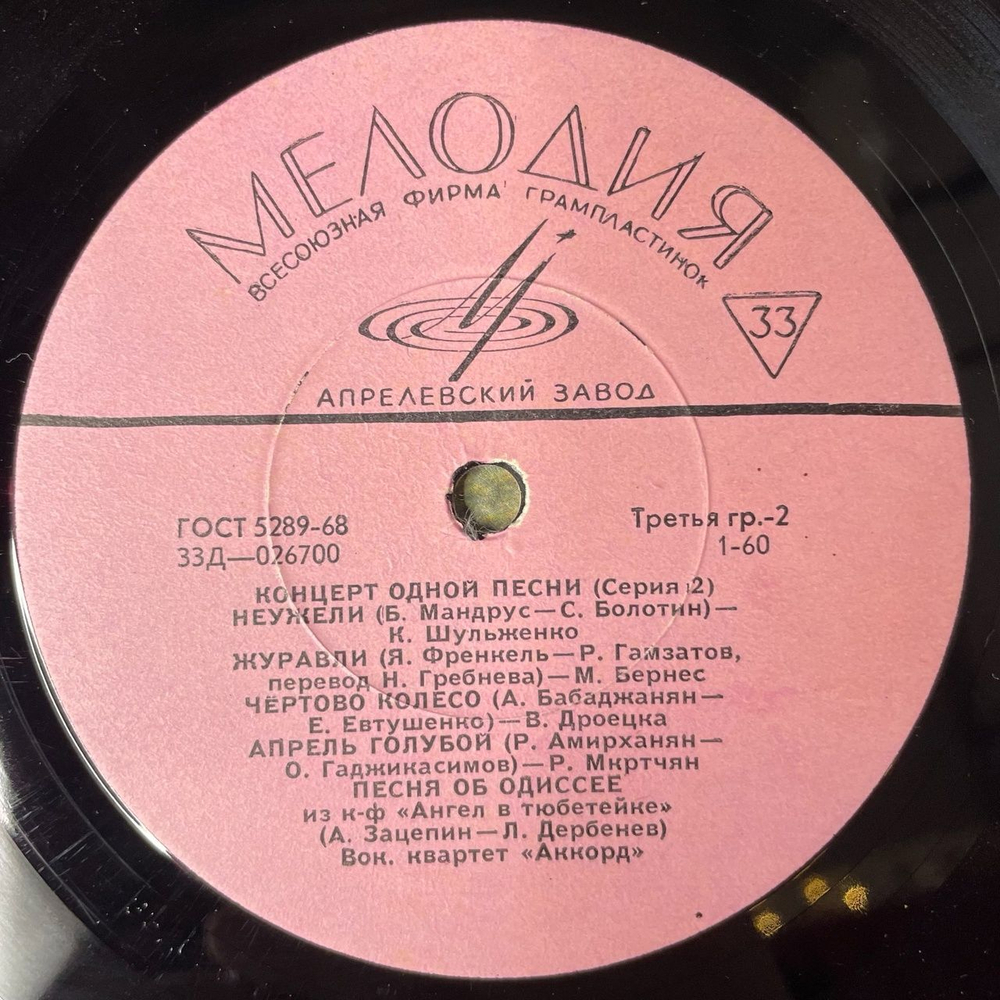 МЕЛОДИЯ
ВСЕСОЮЗНАЯ ФИРМА ГРАМПЛАСТИНОК
33
АПРЕЛЕВСКИЙ ЗАВОД
ГОСТ 5289-68
33Д—026700
Третья гр.-2
1-60
КОНЦЕРТ ОДНОЙ ПЕСНИ (Серия 2)
НЕУЖЕЛИ (Б. Мандрус—С. Болотин)—
К. Шульженко
ЖУРАВЛИ (Я. Френкель—Р. Гамзатов,
перевод Н. Гребнева)—М. Бернес
ЧЁРТОВО КОЛЕСО (А. Бабаджанян—
Е. Евтушенко)—В. Дроецка
АПРЕЛЬ ГОЛУБОЙ (Р. Амирханян—
О. Гаджикасимов)—Р. Мкртчян
ПЕСНЯ ОБ ОДИССЕЕ
из к-ф «Ангел в тюбетейке»
(А. Зацепин—Л. Дербенев)
Вок. квартет «Аккорд»